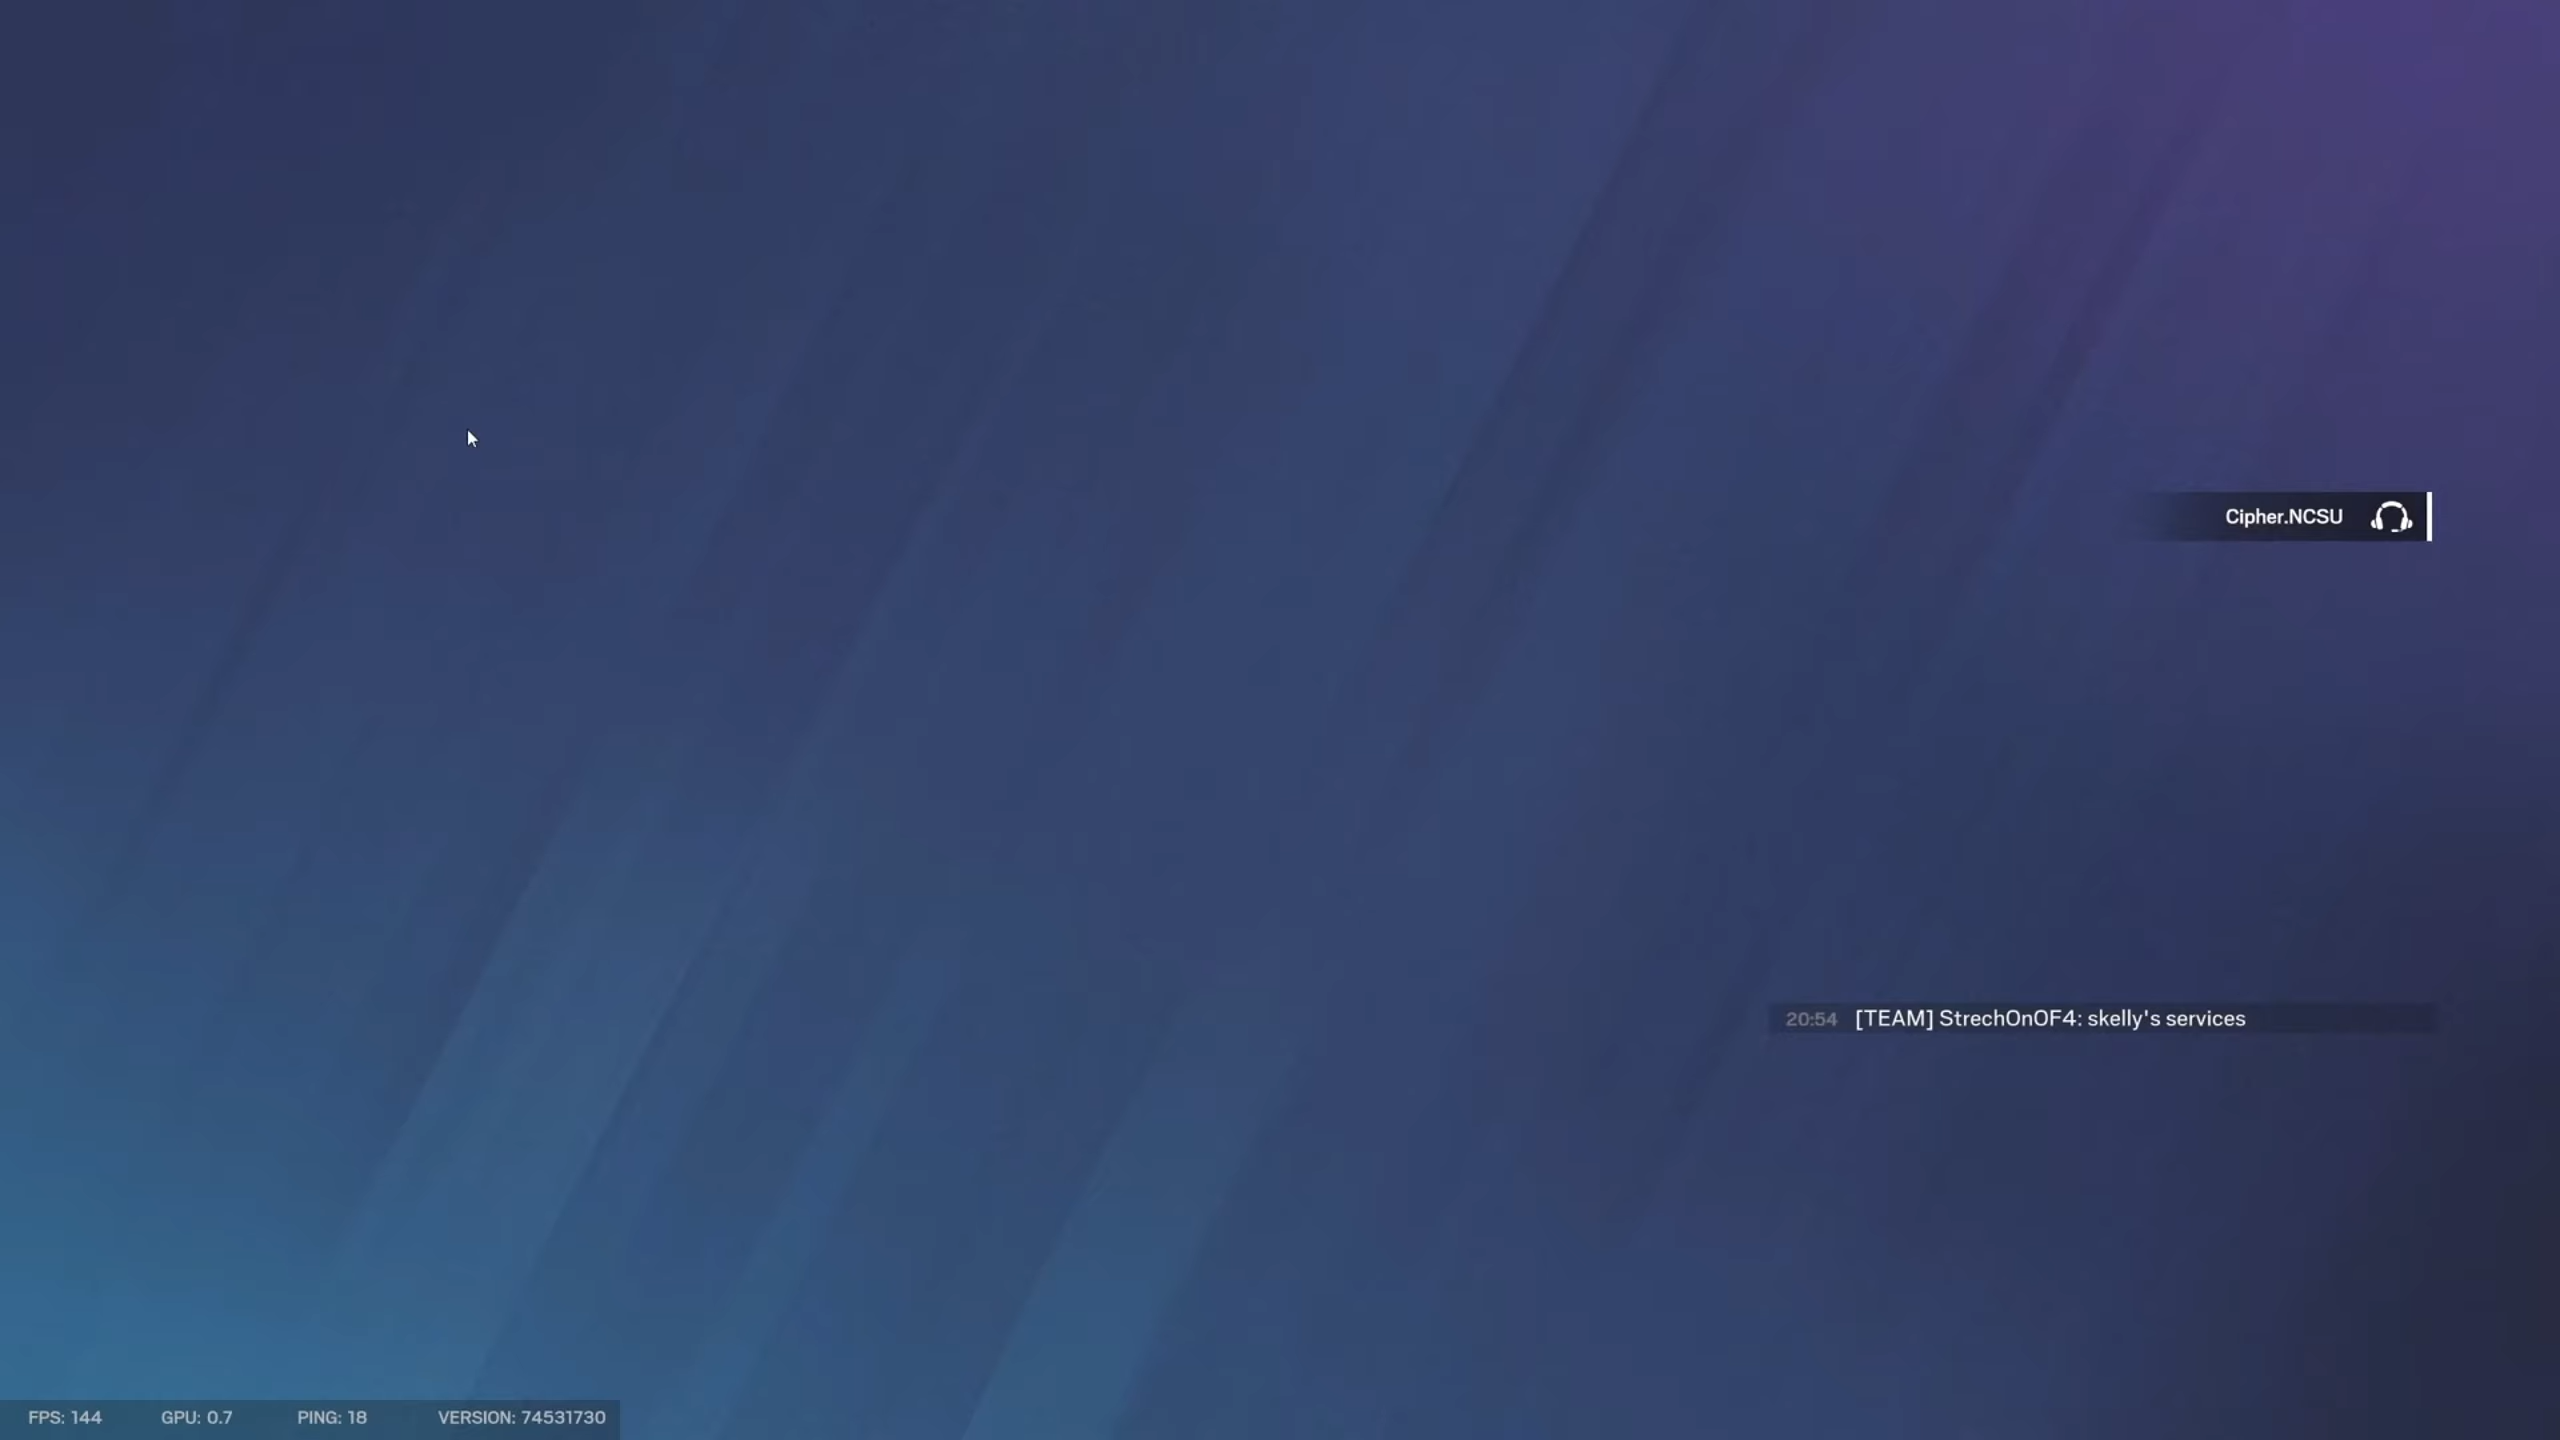 Cipher.NCSU
20:54 [TEAM] StrechOnOF4: skelly's services
FPS: 144 GPU: 0.7 PING: 18 VERSION: 74531730